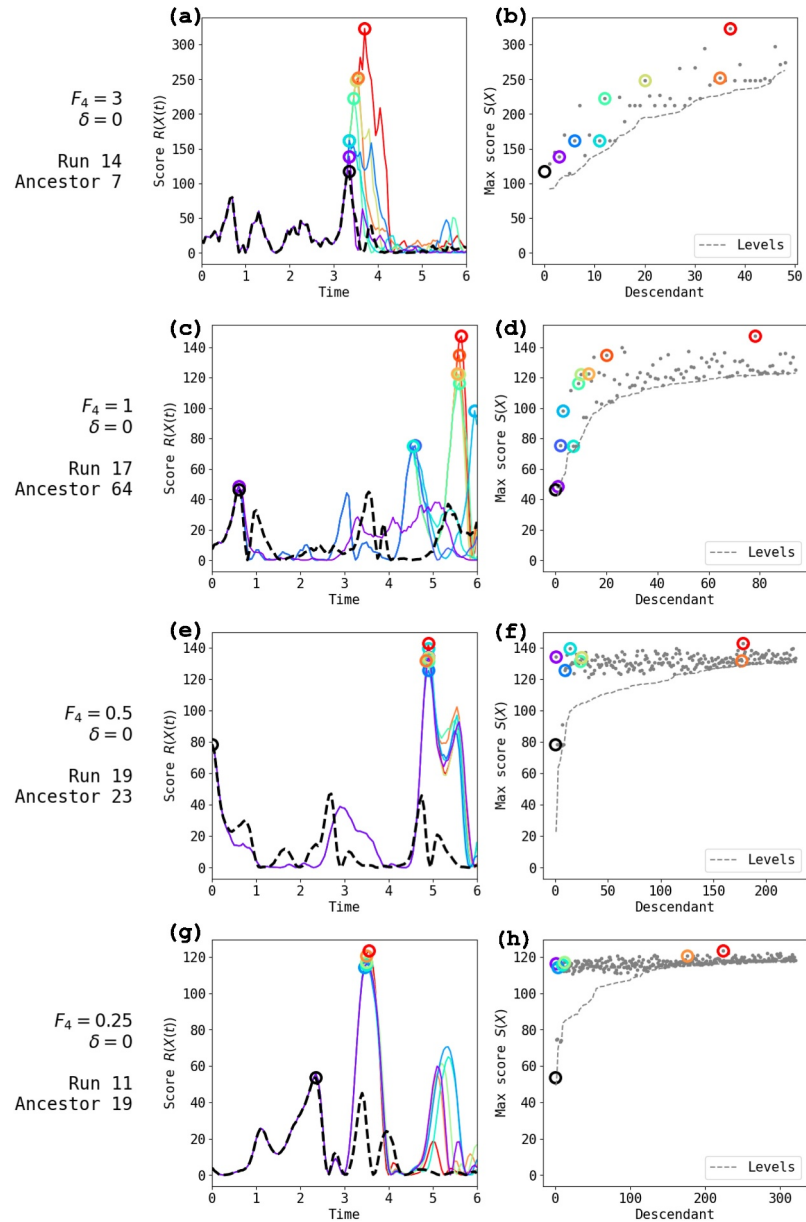 (a)
(b)
F₄ = 3
δ = 0
Run 14
Ancestor 7
Score R(X(t))
300
250
200
150
100
50
0
0 1 2 3 4 5 6
Time
Max score S(X)
300
250
200
150
100
50
0
Levels
0 10 20 30 40 50
Descendant
(c)
(d)
F₄ = 1
δ = 0
Run 17
Ancestor 64
Score R(X(t))
140
120
100
80
60
40
20
0
0 1 2 3 4 5 6
Time
Max score S(X)
140
120
100
80
60
40
20
0
Levels
0 20 40 60 80
Descendant
(e)
(f)
F₄ = 0.5
δ = 0
Run 19
Ancestor 23
Score R(X(t))
140
120
100
80
60
40
20
0
0 1 2 3 4 5 6
Time
Max score S(X)
140
120
100
80
60
40
20
0
Levels
0 50 100 150 200
Descendant
(g)
(h)
F₄ = 0.25
δ = 0
Run 11
Ancestor 19
Score R(X(t))
120
100
80
60
40
20
0
0 1 2 3 4 5 6
Time
Max score S(X)
120
100
80
60
40
20
0
Levels
0 100 200 300
Descendant